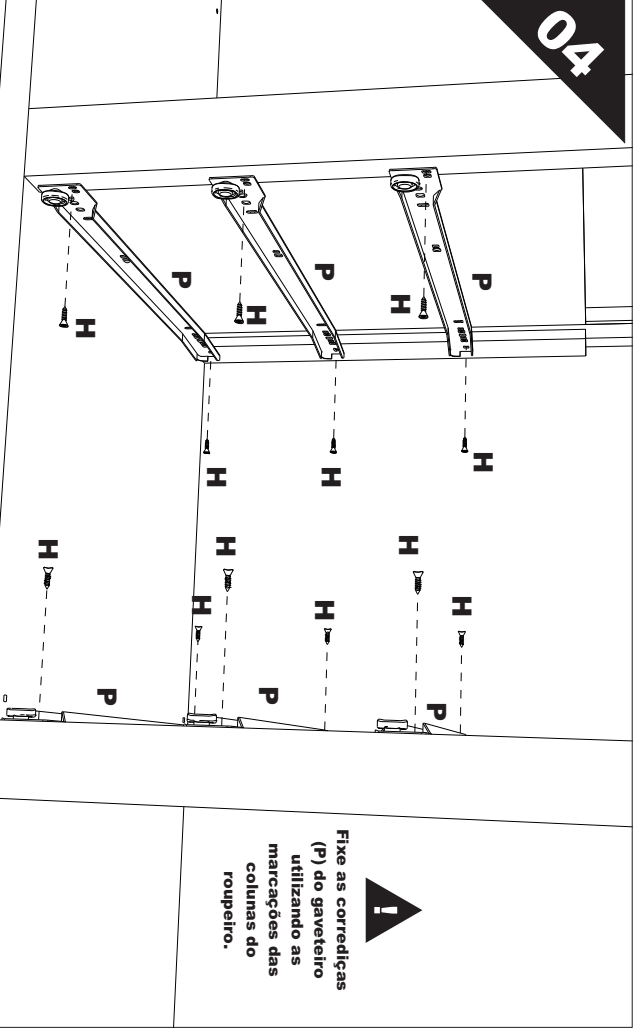 04
P
H
H
P
H
H
P
H
H
H
P
H
H
H
P
P
H
H
!
Fixe as corrediças
(P) do gaveteiro
utilizando as
marcações das
colunas do
roupeiro.